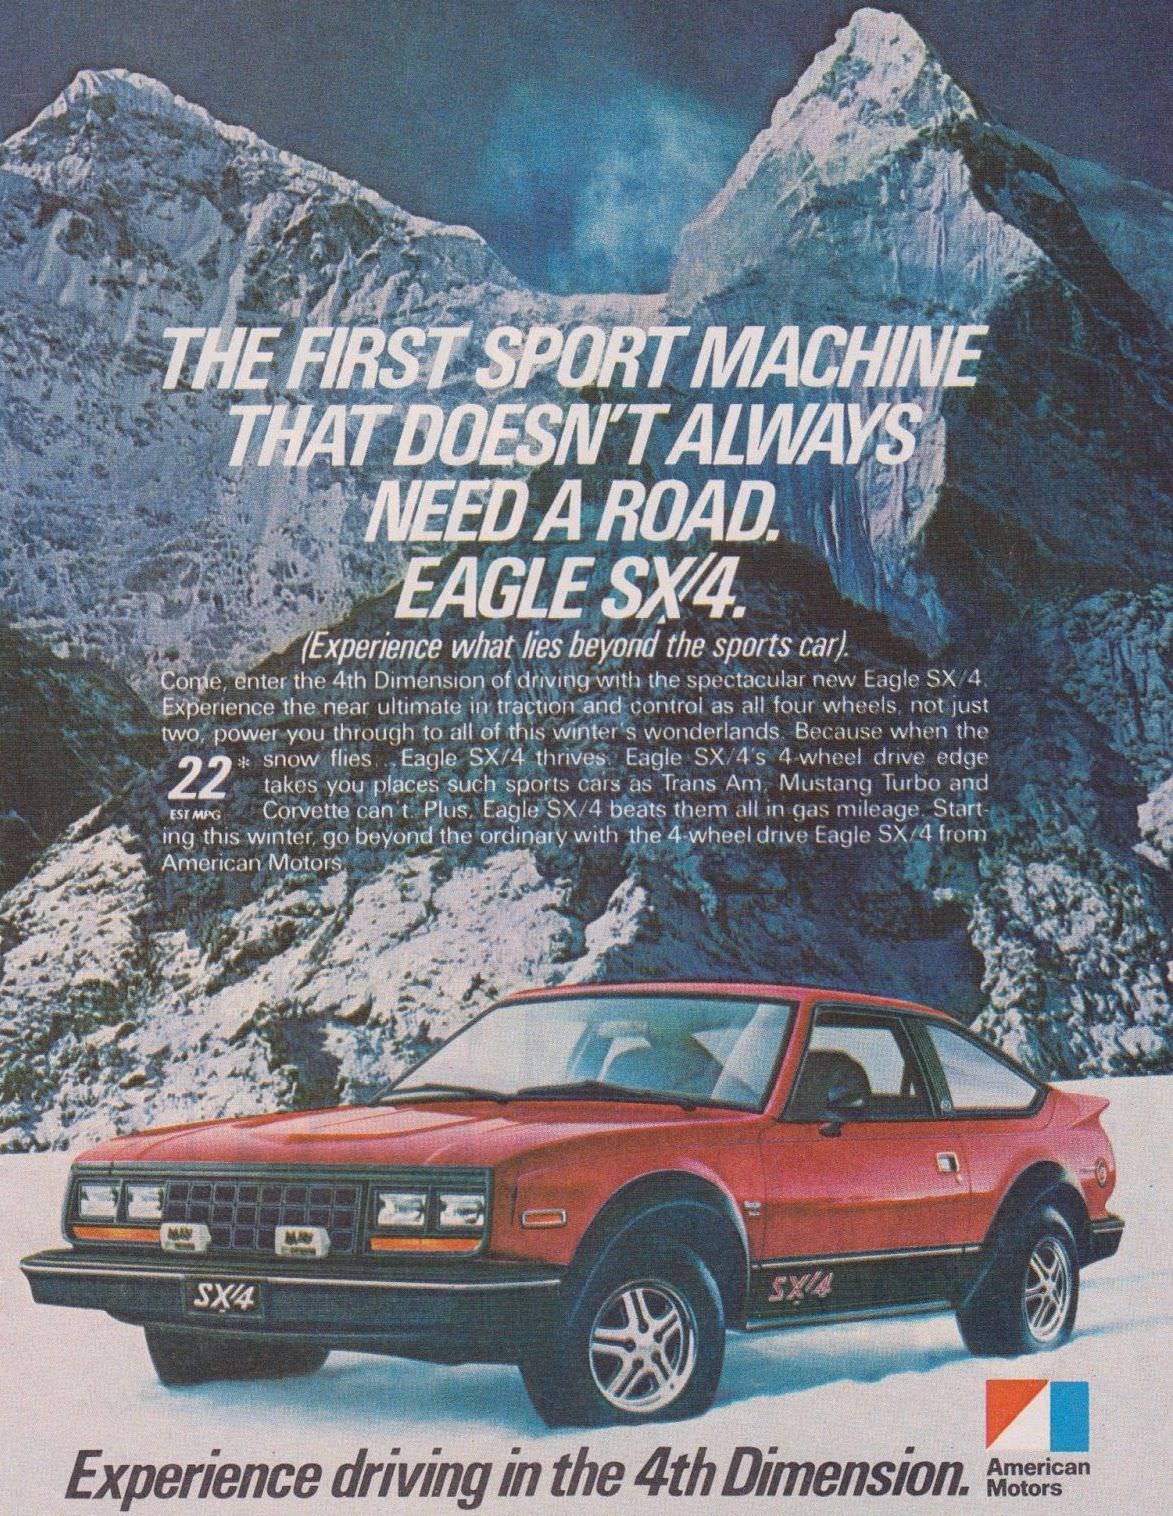 THE FIRST SPORT MACHINE
THAT DOESN'T ALWAYS
NEED A ROAD.
EAGLE SX/4.
(Experience what lies beyond the sports car).
Come, enter the 4th Dimension of driving with the spectacular new Eagle SX/4.
Experience the near ultimate in traction and control as all four wheels, not just
two, power you through to all of this winter's wonderlands. Because when the
22* EST MPG
snow flies...Eagle SX/4 thrives. Eagle SX/4's 4-wheel drive edge
takes you places such sports cars as Trans Am, Mustang Turbo and
Corvette can't. Plus, Eagle SX/4 beats them all in gas mileage. Start-
ing this winter, go beyond the ordinary with the 4-wheel drive Eagle SX/4 from
American Motors.
SX/4
SX/4
Experience driving in the 4th Dimension.
American
Motors